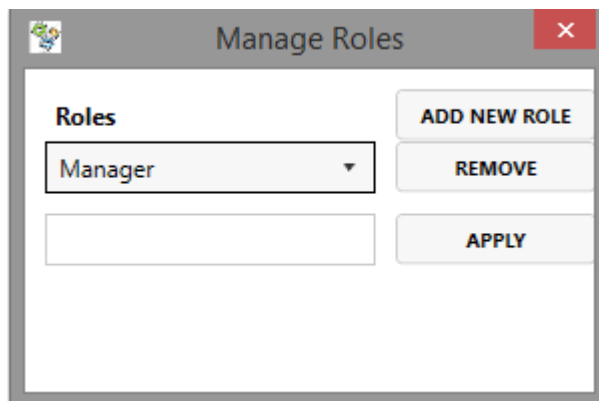 Manage Roles
Roles
ADD NEW ROLE
Manager
REMOVE
APPLY